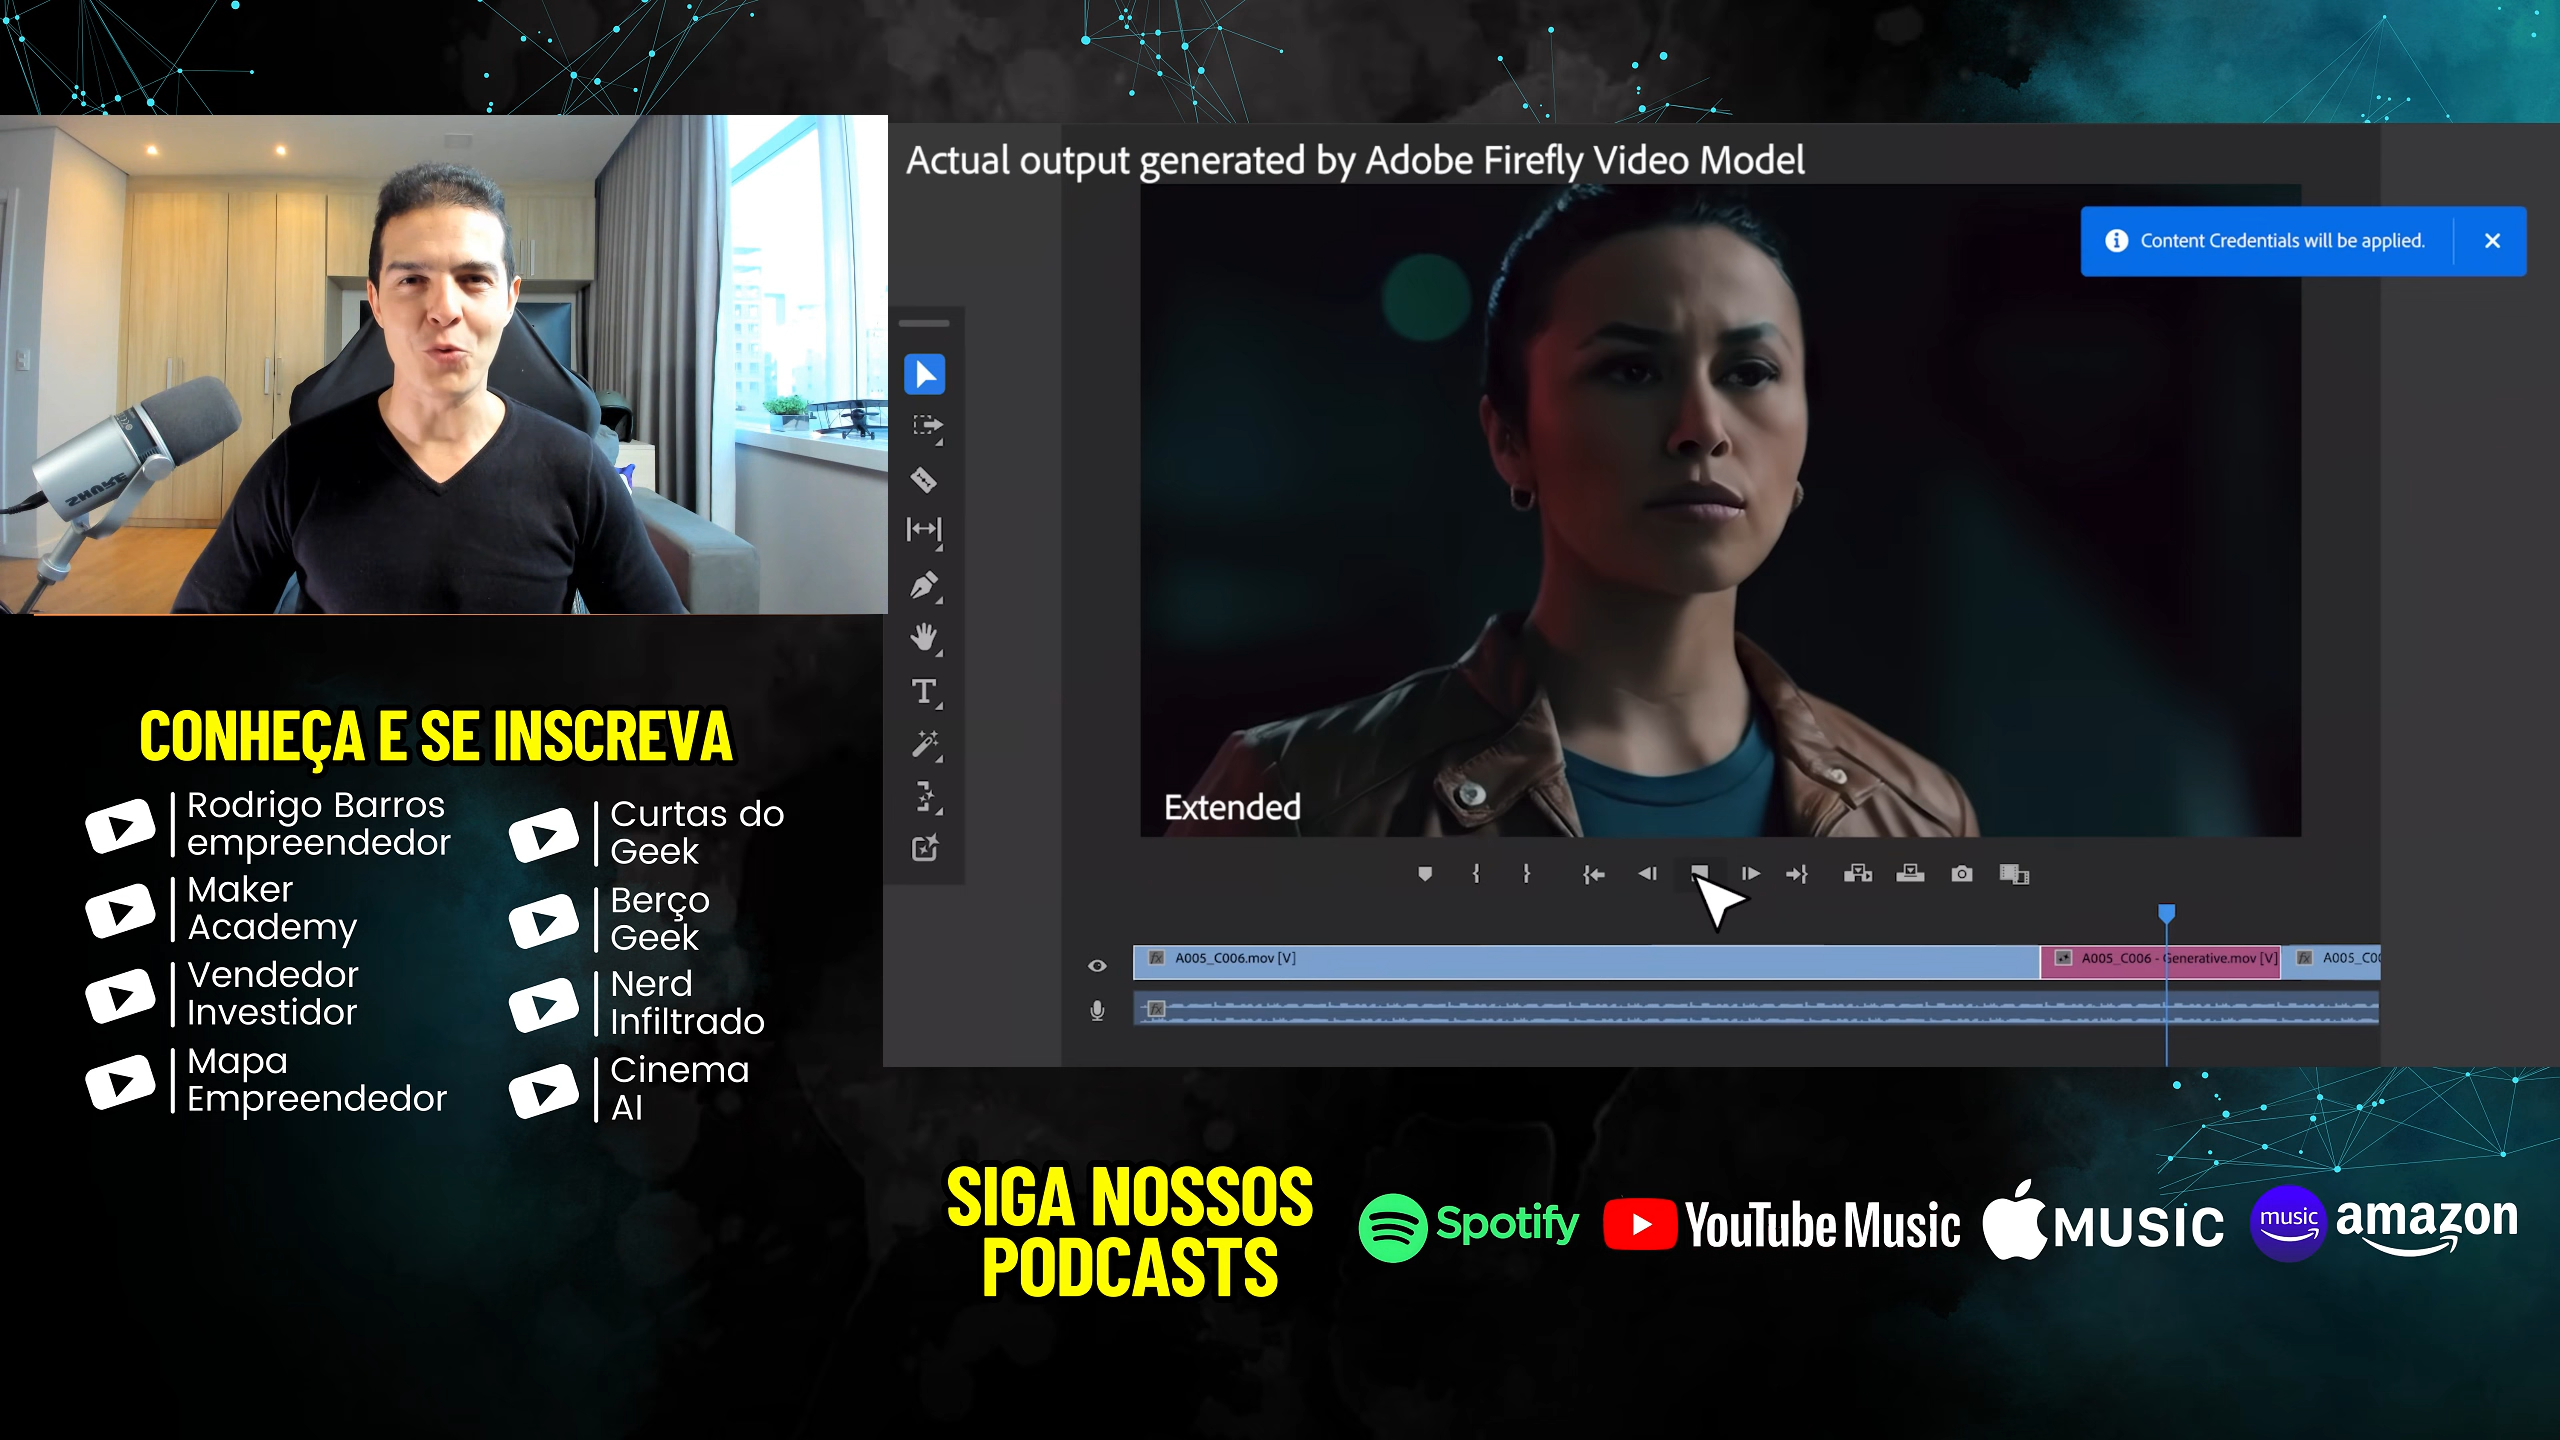 Actual output generated by Adobe Firefly Video Model
Content Credentials will be applied.
SHURE
Extended
A005_C006.mov [V]
A005_C006 - Generative.mov [V]
A005_C00
CONHEÇA E SE INSCREVA
Rodrigo Barros
empreendedor
Maker
Academy
Vendedor
Investidor
Mapa
Empreendedor
Curtas do
Geek
Berço
Geek
Nerd
Infiltrado
Cinema
AI
SIGA NOSSOS
PODCASTS
Spotify
YouTube Music
MUSIC
music
amazon